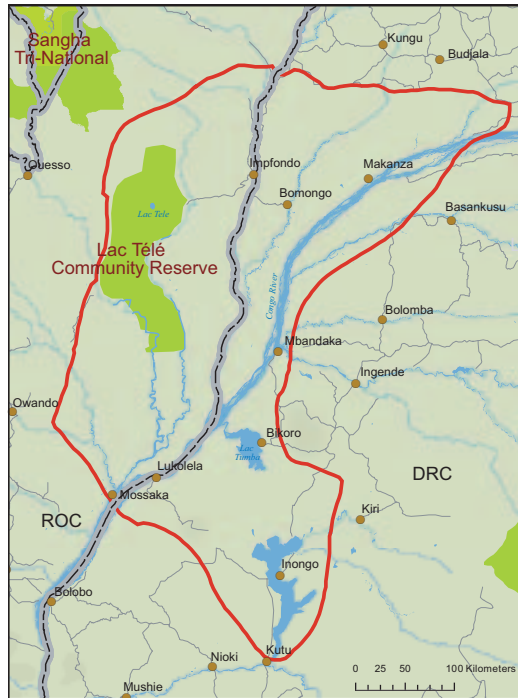 Sangha
Tri-National
Kungu
Budjala
Ouesso
Impfondo
Makanza
Bomongo
Lac Tele
Basankusu
Lac Télé
Community Reserve
Congo River
Bolomba
Mbandaka
Ingende
Owando
Bikoro
Lac
Tumba
Lukolela
DRC
Mossaka
Kiri
ROC
Inongo
Bolobo
Kutu
Nioki
Mushie
0 25 50 100 Kilometers